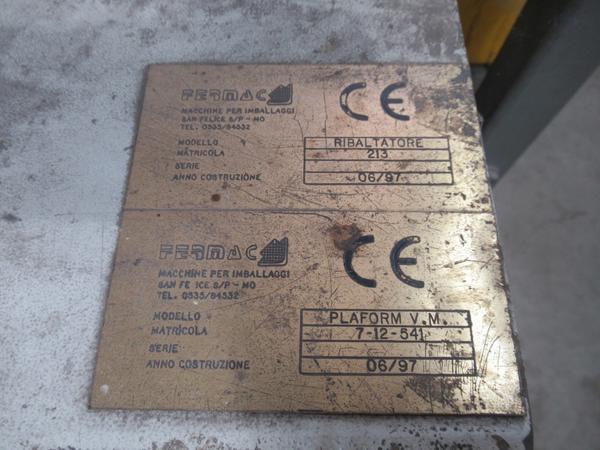 FERMAC
CE
MACCHINE PER IMBALLAGGI
SAN FELICE S/P - MO
TEL. 0535/84532
MODELLO RIBALTATORE
MATRICOLA 213
SERIE
ANNO COSTRUZIONE 06/97
FERMAC
CE
MACCHINE PER IMBALLAGGI
SAN FE ICE S/P - MO
TEL. 0535/84532
MODELLO PLAFORM V.M.
MATRICOLA 7-12-541
SERIE
ANNO COSTRUZIONE 06/97